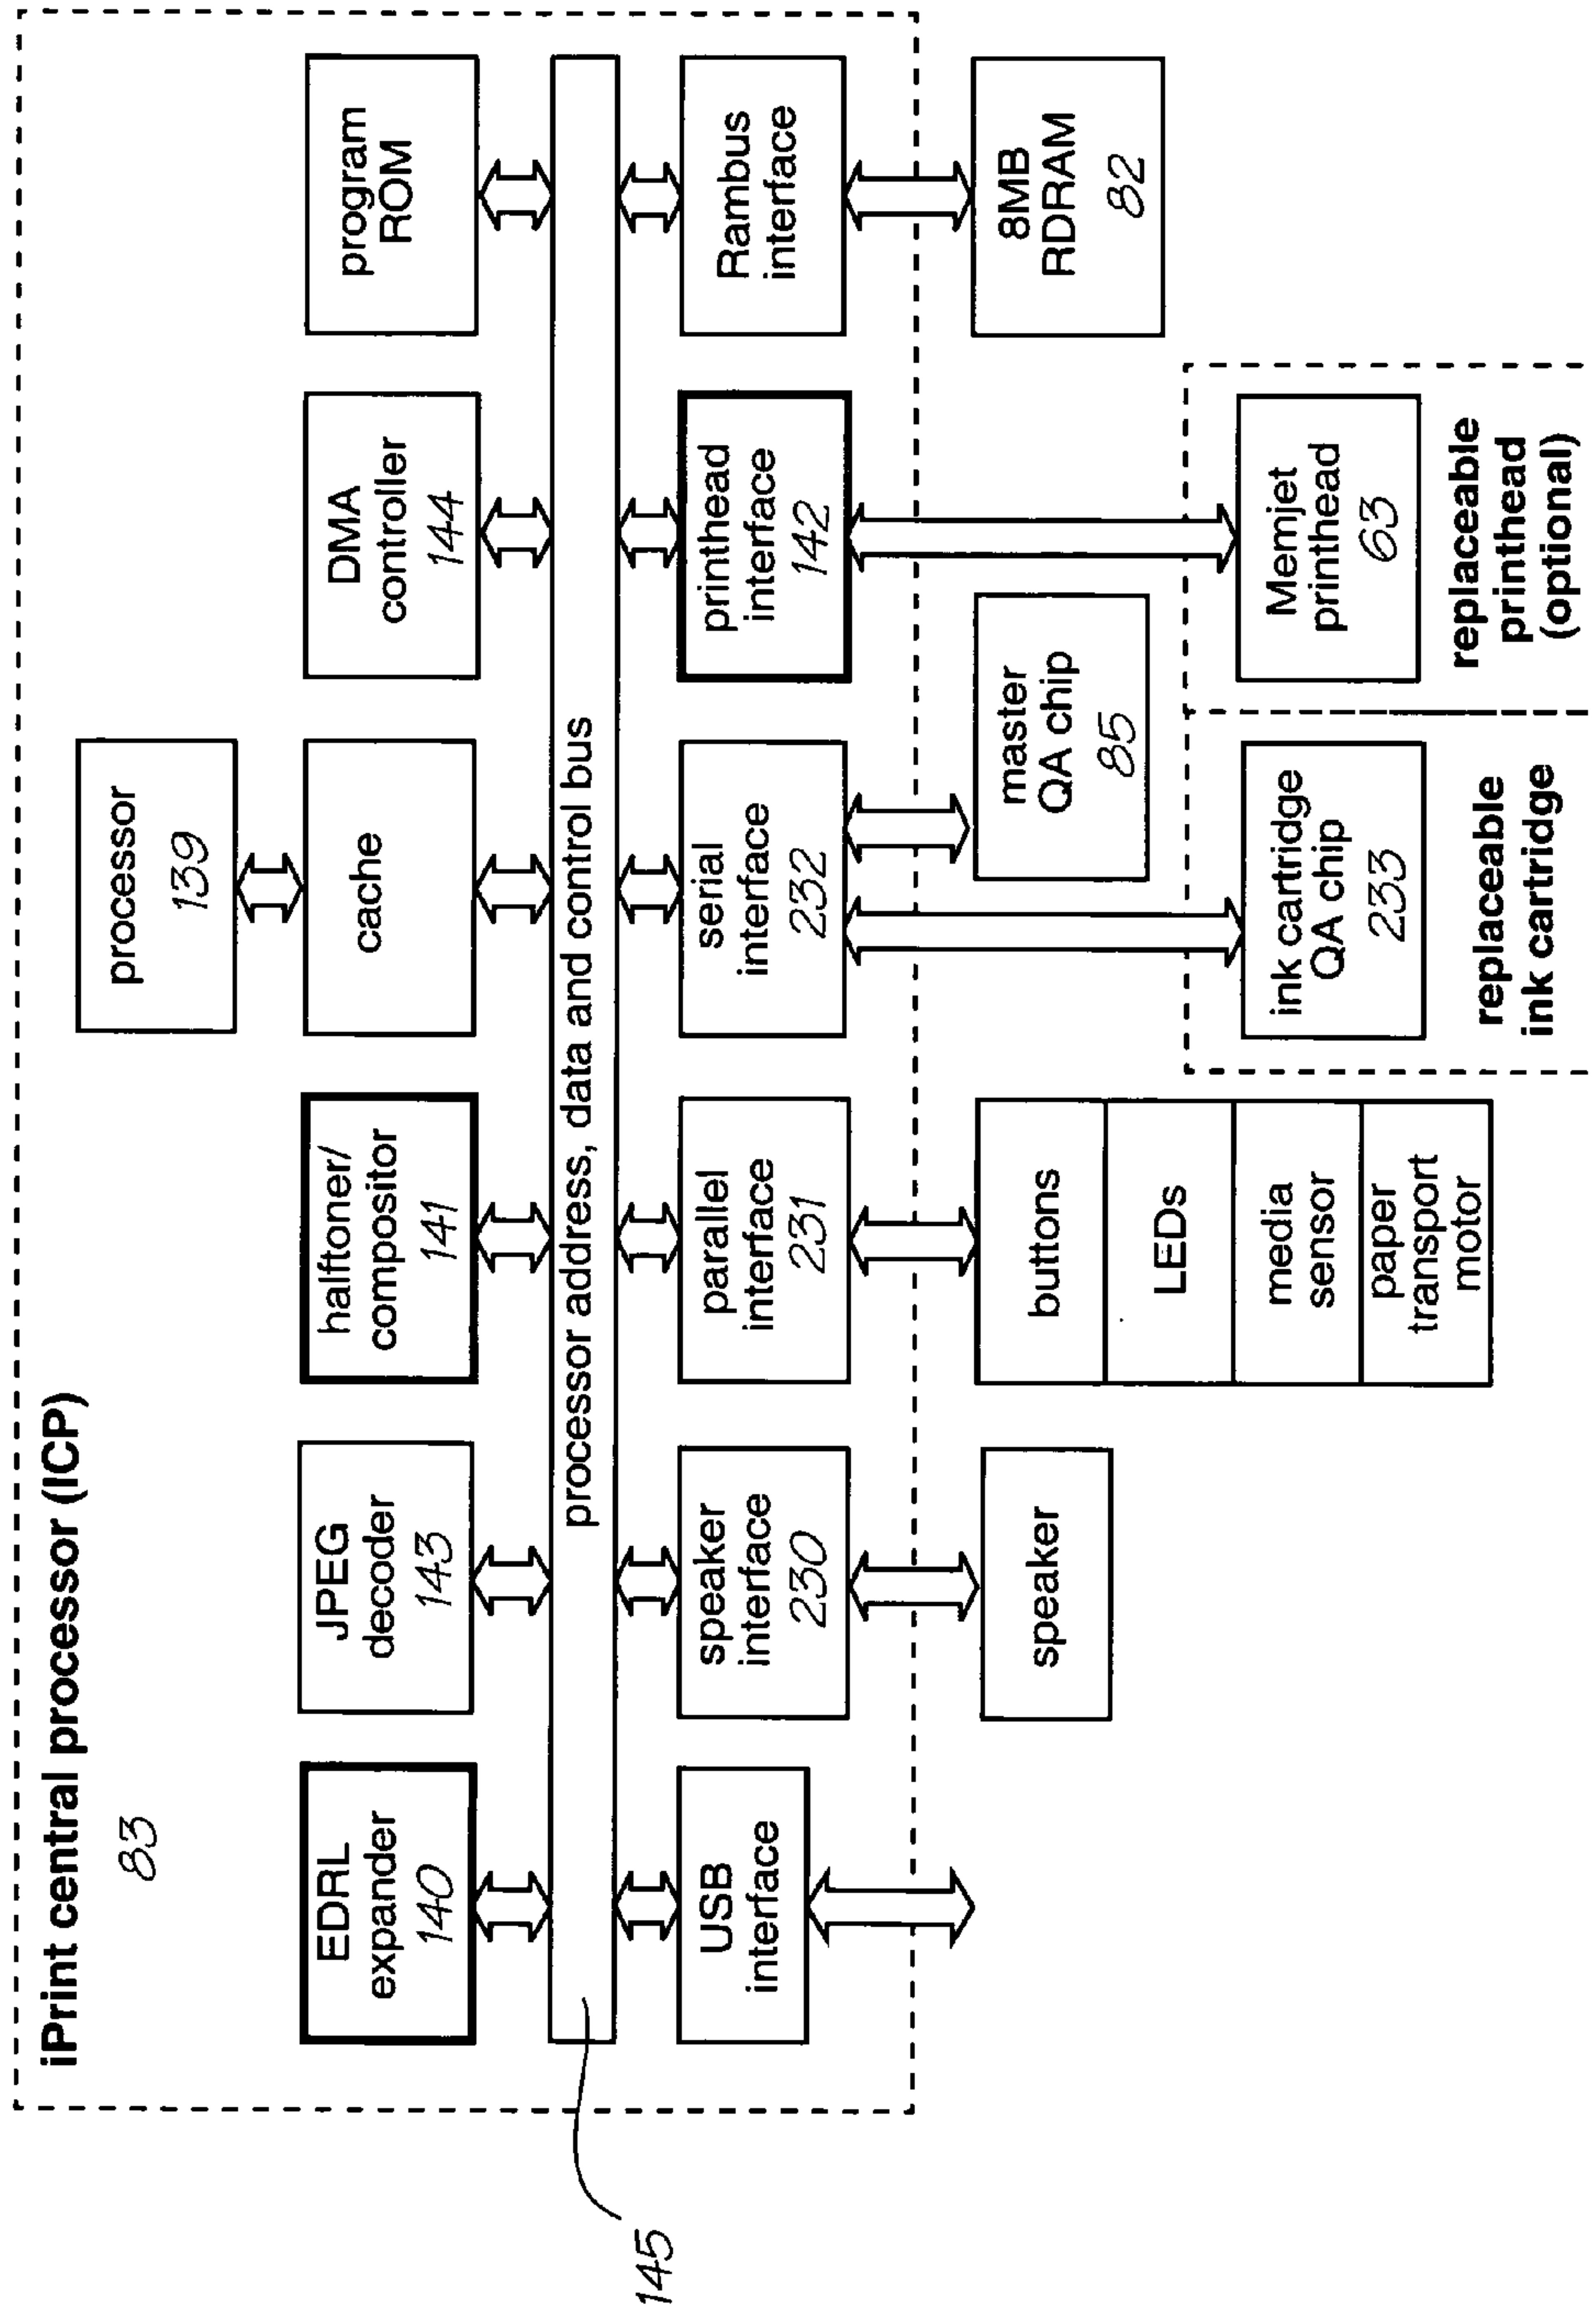 iPrint central processor (ICP)
83
processor
139
EDRL
expander
140
JPEG
decoder
143
halftoner/
compositor
141
cache
DMA
controller
144
program
ROM
processor address, data and control bus
145
USB
interface
speaker
interface
230
parallel
interface
231
serial
interface
232
printhead
interface
142
Rambus
interface
speaker
buttons
LEDs
media
sensor
paper
transport
motor
master
QA chip
85
8MB
RDRAM
82
ink cartridge
QA chip
233
replaceable
ink cartridge
Memjet
printhead
63
replaceable
printhead
(optional)